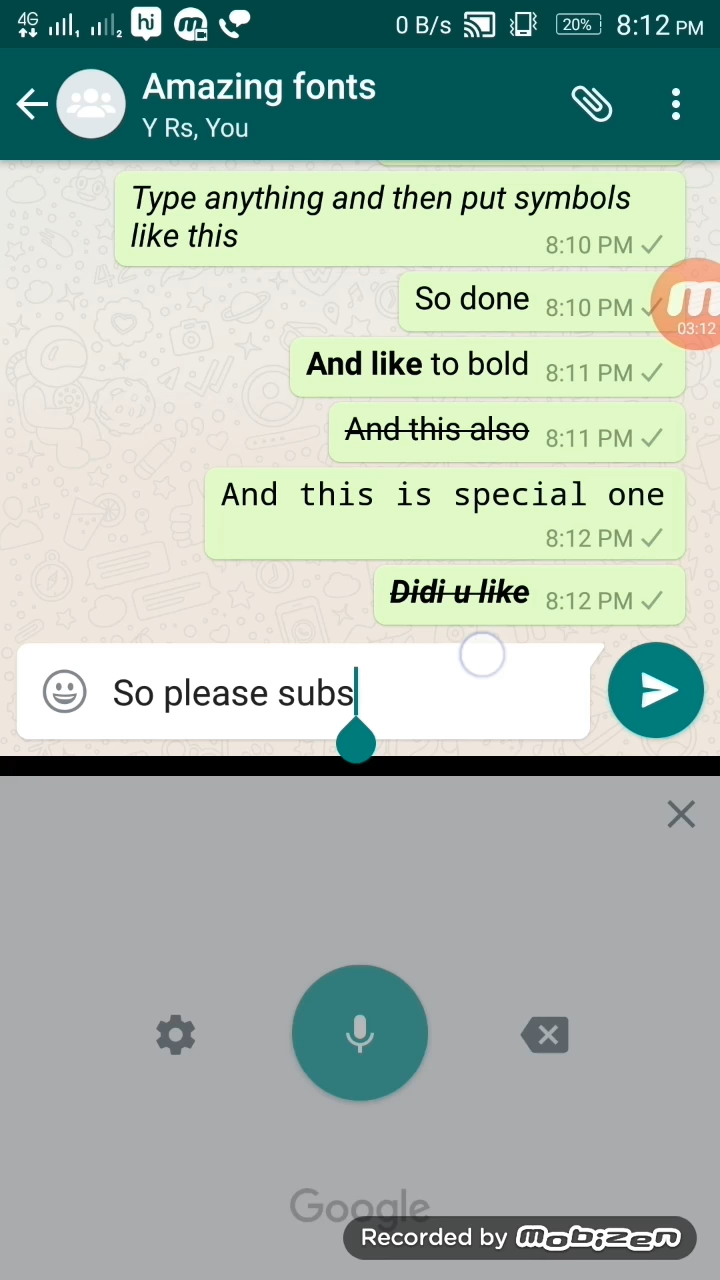 4G 1 2 hi m 0 B/s 20% 8:12 PM
Amazing fonts
Y Rs, You
Type anything and then put symbols
like this 8:10 PM
So done 8:10 PM
m
03:12
And like to bold 8:11 PM
And this also 8:11 PM
And this is special one
8:12 PM
Didi u like 8:12 PM
So please subs
Google
Recorded by mobizen